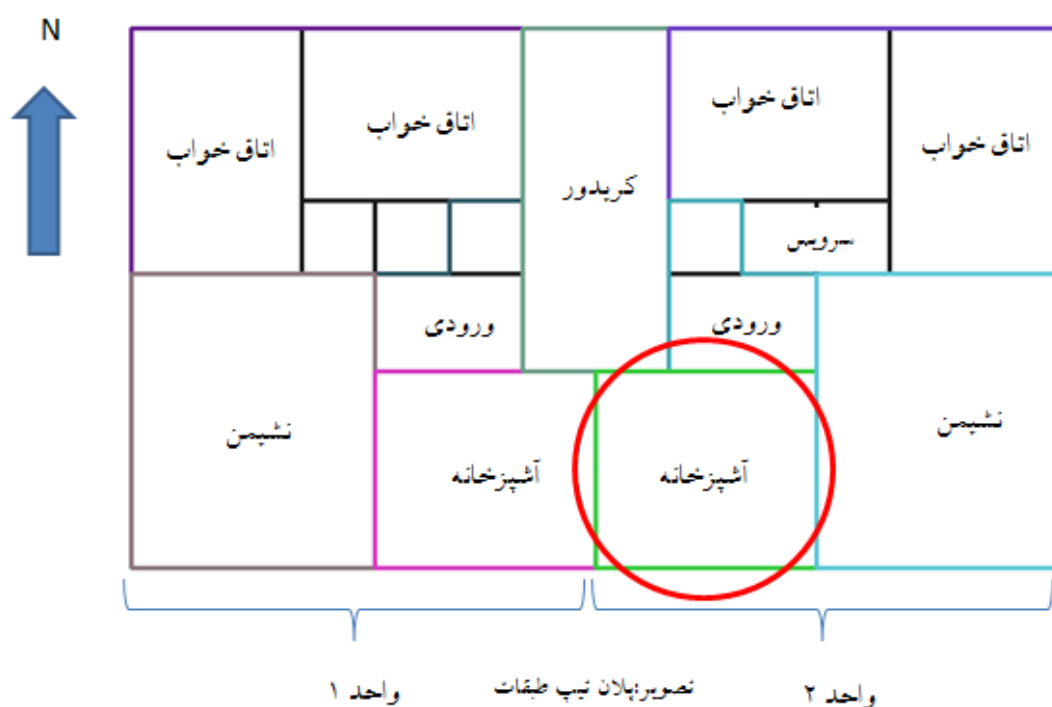 N
اتاق خواب
اتاق خواب
اتاق خواب
اتاق خواب
کریدور
سرویس
ورودی
ورودی
نشیمن
نشیمن
آشپزخانه
آشپزخانه
واحد ۲
تصویر:پلان تیپ طبقات
واحد ۱